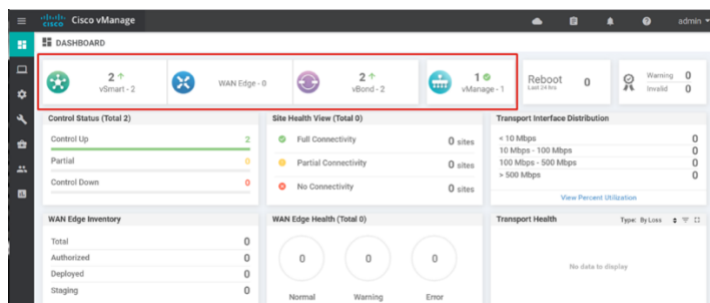 CISCO Cisco vManage admin
DASHBOARD
2 ↑ vSmart - 2
WAN Edge - 0
2 ↑ vBond - 2
1 vManage - 1
Reboot 0
Last 24 hrs
Warning 0
Invalid 0
Control Status (Total 2)
Control Up 2
Partial 0
Control Down 0
Site Health View (Total 0)
Full Connectivity 0 sites
Partial Connectivity 0 sites
No Connectivity 0 sites
Transport Interface Distribution
< 10 Mbps 0
10 Mbps - 100 Mbps 0
100 Mbps - 500 Mbps 0
> 500 Mbps 0
View Percent Utilization
WAN Edge Inventory
Total 0
Authorized 0
Deployed 0
Staging 0
WAN Edge Health (Total 0)
0 0 0
Normal Warning Error
Transport Health Type: By Loss
No data to display